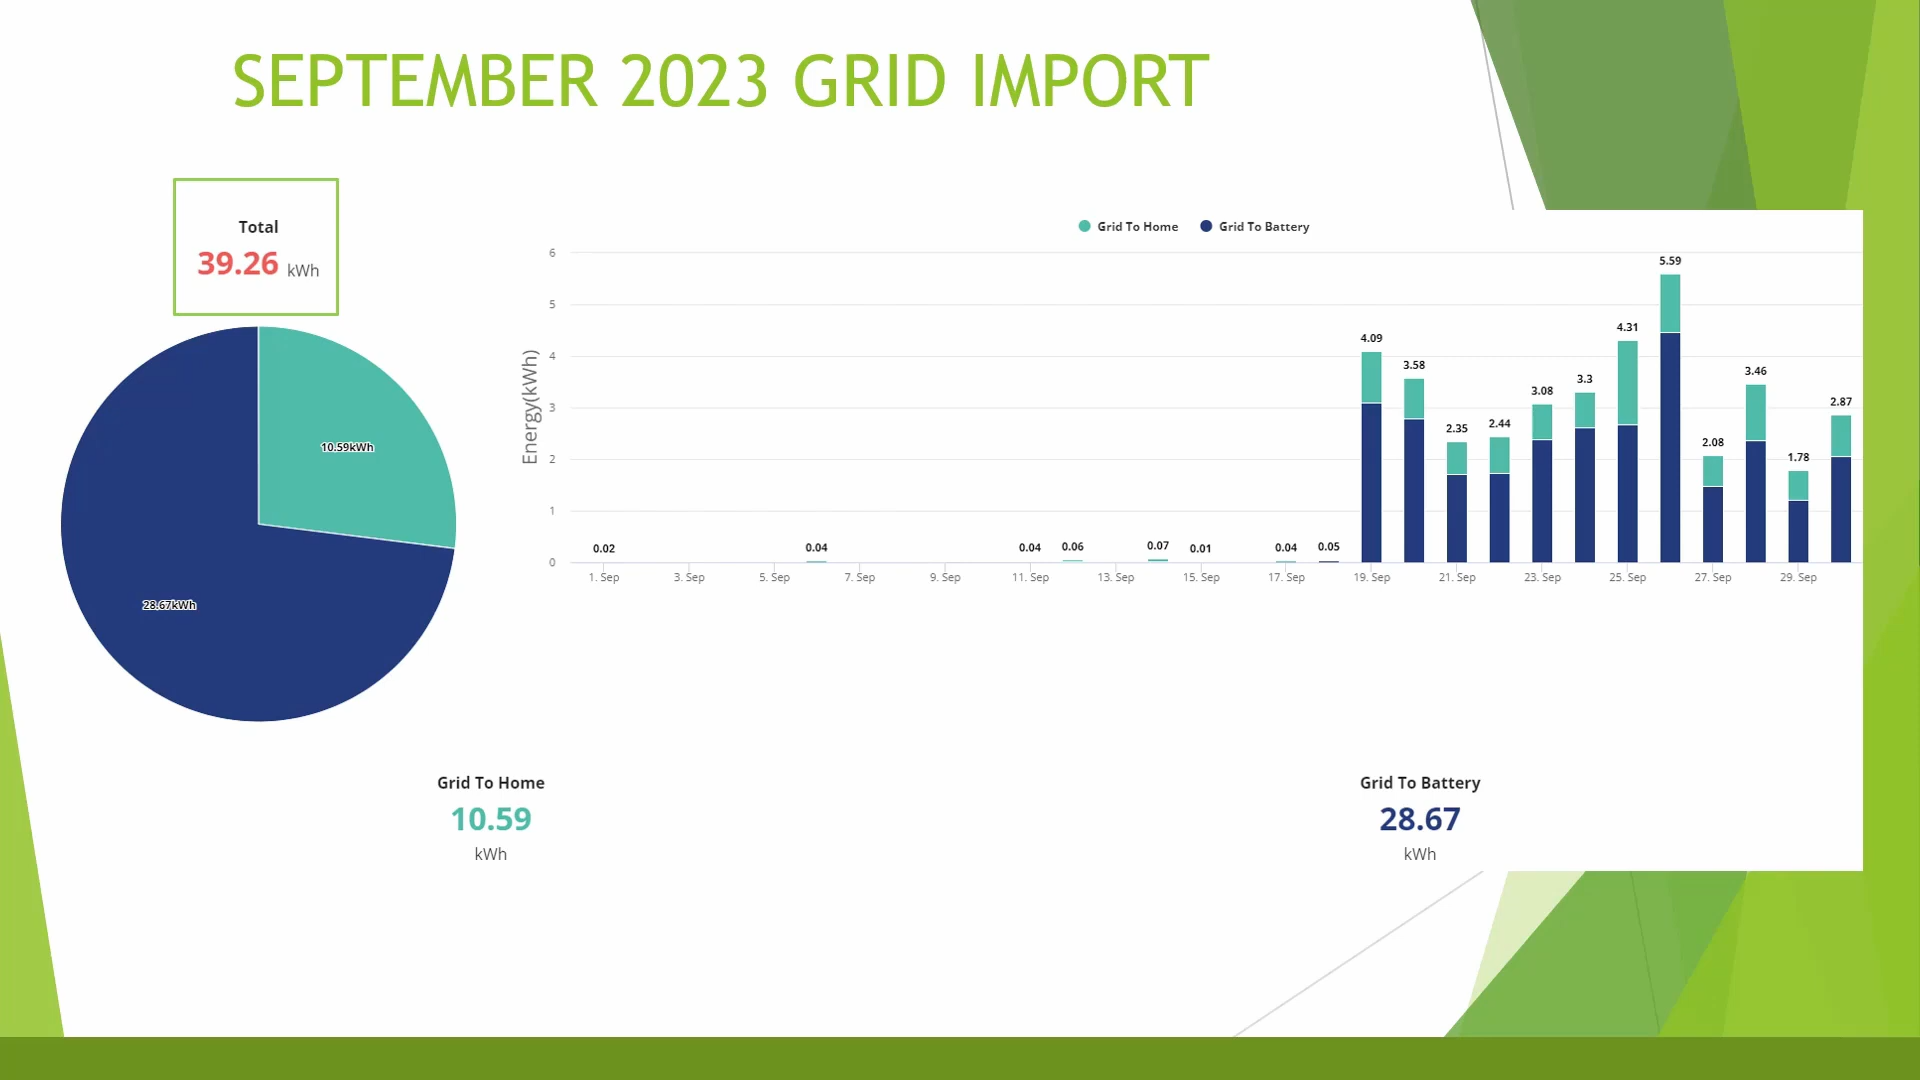 SEPTEMBER 2023 GRID IMPORT
Total
39.26 kWh
10.59kWh
28.67kWh
Grid To Home
Grid To Battery
Energy(kWh)
6
5
4
3
2
1
0
0.02
0.04
0.04
0.06
0.07
0.01
0.04
0.05
4.09
3.58
2.35
2.44
3.08
3.3
4.31
5.59
2.08
3.46
1.78
2.87
1. Sep
3. Sep
5. Sep
7. Sep
9. Sep
11. Sep
13. Sep
15. Sep
17. Sep
19. Sep
21. Sep
23. Sep
25. Sep
27. Sep
29. Sep
Grid To Home
10.59
kWh
Grid To Battery
28.67
kWh